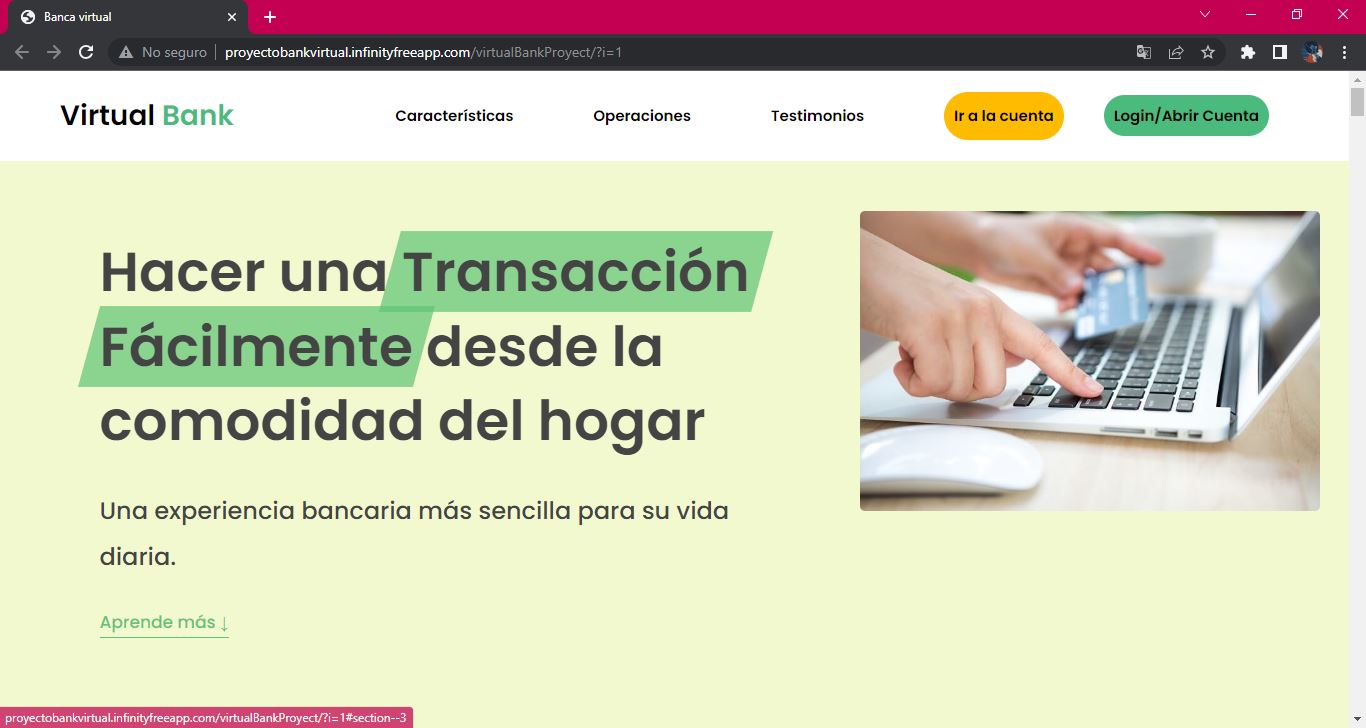 Banca virtual
No seguro | proyectobankvirtual.infinityfreeapp.com/virtualBankProyect/?i=1
Virtual Bank
Características
Operaciones
Testimonios
Ir a la cuenta
Login/Abrir Cuenta
Hacer una Transacción
Fácilmente desde la
comodidad del hogar
Una experiencia bancaria más sencilla para su vida
diaria.
Aprende más ↓
proyectobankvirtual.infinityfreeapp.com/virtualBankProyect/?i=1#section--3